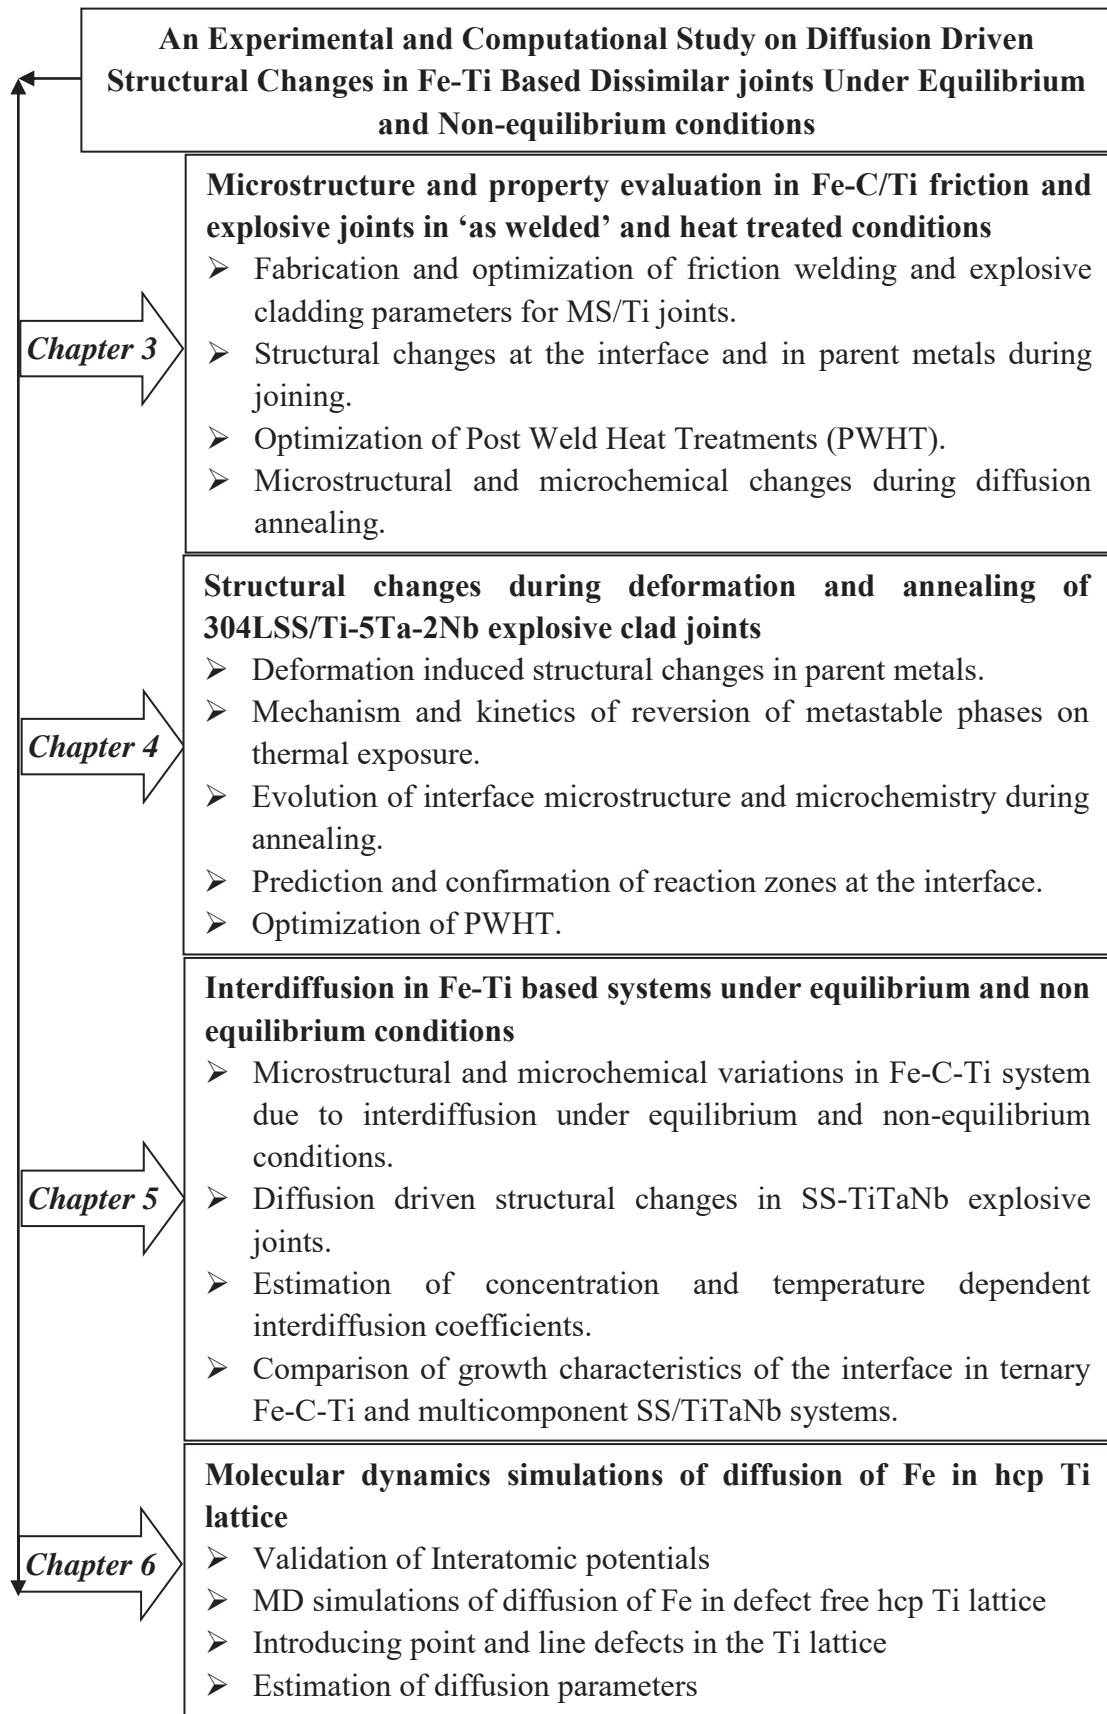 An Experimental and Computational Study on Diffusion Driven
Structural Changes in Fe-Ti Based Dissimilar joints Under Equilibrium
and Non-equilibrium conditions
Microstructure and property evaluation in Fe-C/Ti friction and
explosive joints in ‘as welded’ and heat treated conditions
➢ Fabrication and optimization of friction welding and explosive
cladding parameters for MS/Ti joints.
Chapter 3
➢ Structural changes at the interface and in parent metals during
joining.
➢ Optimization of Post Weld Heat Treatments (PWHT).
➢ Microstructural and microchemical changes during diffusion
annealing.
Structural changes during deformation and annealing of
304LSS/Ti-5Ta-2Nb explosive clad joints
➢ Deformation induced structural changes in parent metals.
Chapter 4
➢ Mechanism and kinetics of reversion of metastable phases on
thermal exposure.
➢ Evolution of interface microstructure and microchemistry during
annealing.
➢ Prediction and confirmation of reaction zones at the interface.
➢ Optimization of PWHT.
Interdiffusion in Fe-Ti based systems under equilibrium and non
equilibrium conditions
➢ Microstructural and microchemical variations in Fe-C-Ti system
due to interdiffusion under equilibrium and non-equilibrium
conditions.
Chapter 5
➢ Diffusion driven structural changes in SS-TiTaNb explosive
joints.
➢ Estimation of concentration and temperature dependent
interdiffusion coefficients.
➢ Comparison of growth characteristics of the interface in ternary
Fe-C-Ti and multicomponent SS/TiTaNb systems.
Molecular dynamics simulations of diffusion of Fe in hcp Ti
lattice
Chapter 6
➢ Validation of Interatomic potentials
➢ MD simulations of diffusion of Fe in defect free hcp Ti lattice
➢ Introducing point and line defects in the Ti lattice
➢ Estimation of diffusion parameters